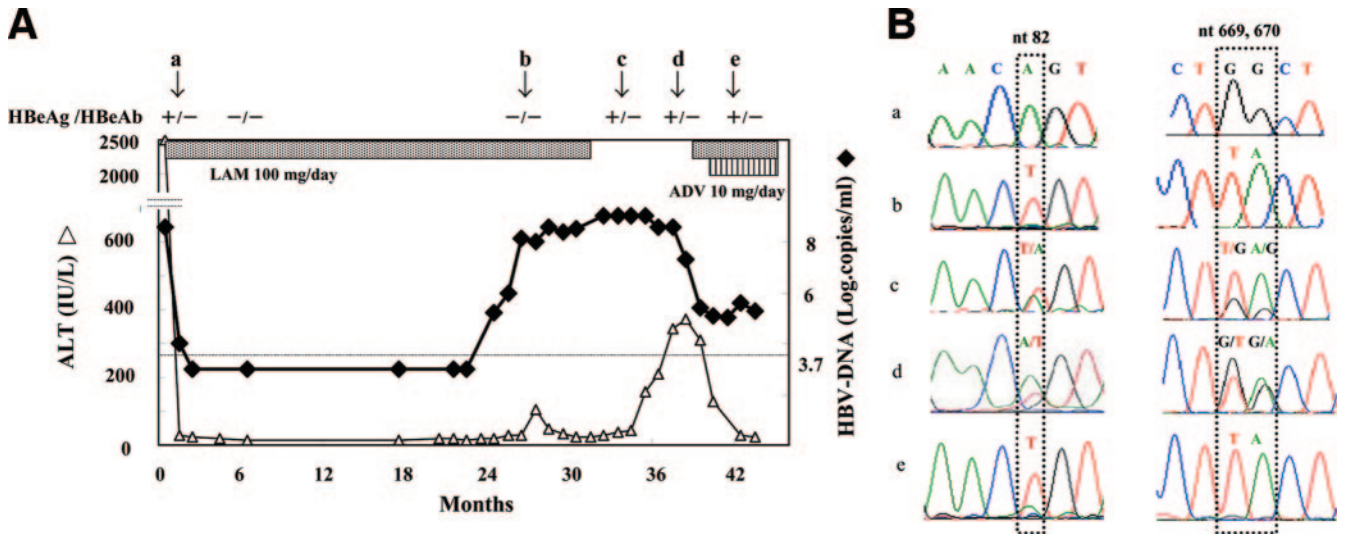 A
a b c d e
HBeAg /HBeAb +/− −/− −/− +/− +/− +/−
2500
2000
600
400
200
0
ALT (IU/L) △
LAM 100 mg/day
ADV 10 mg/day
8
6
3.7
HBV-DNA (Log.copies/ml) ◆
0 6 12 18 24 30 36 42
Months
B
nt 82 nt 669, 670
A A C A G T C T G G C T
a
T T A
b
T/A T/G A/G
c
A/T G/T G/A
d
T T A
e